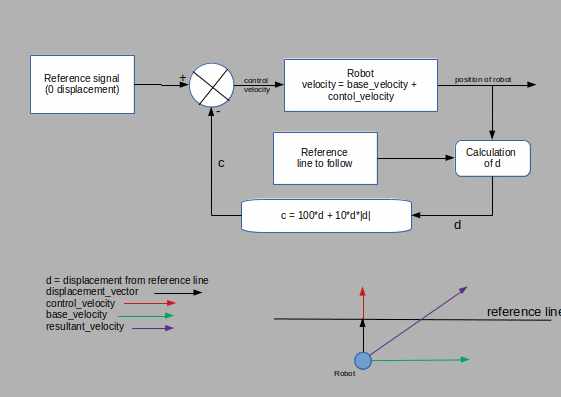 Reference signal
(0 displacement)
+
-
control
velocity
Robot
velocity = base_velocity +
contol_velocity
position of robot
Reference
line to follow
Calculation
of d
c
c = 100*d + 10*d*|d|
d
d = displacement from reference line
displacement_vector
control_velocity
base_velocity
resultant_velocity
reference line
Robot